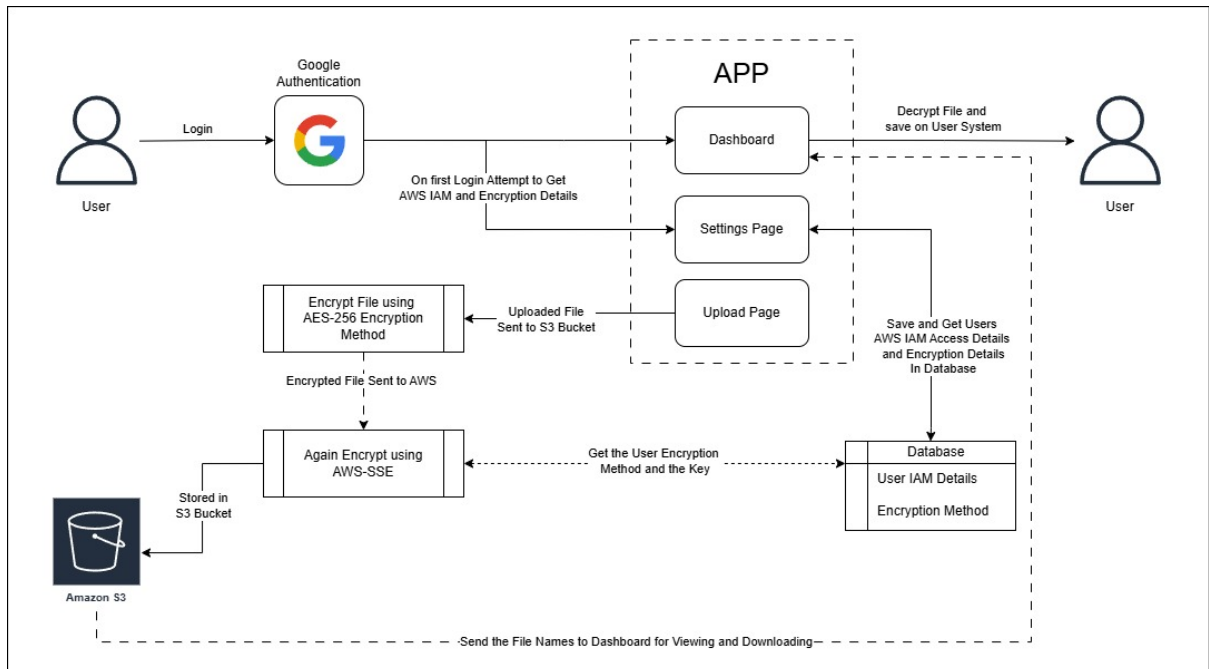 Google
Authentication
APP
Login
Dashboard
Decrypt File and
save on User System
User
On first Login Attempt to Get
AWS IAM and Encryption Details
User
Settings Page
Encrypt File using
AES-256 Encryption
Method
Uploaded File
Sent to S3 Bucket
Upload Page
Save and Get Users
AWS IAM Access Details
and Encryption Details
In Database
Encrypted File Sent to AWS
Again Encrypt using
AWS-SSE
Get the User Encryption
Method and the Key
Database
User IAM Details
Encryption Method
Stored in
S3 Bucket
Amazon S3
Send the File Names to Dashboard for Viewing and Downloading